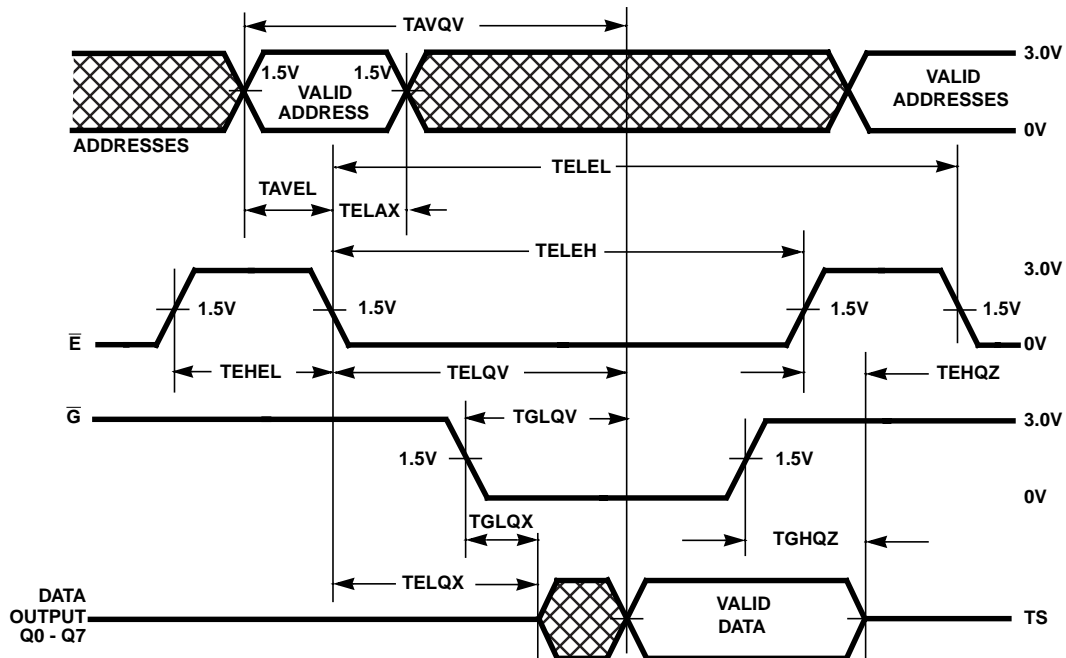 TAVQV
3.0V
1.5V 1.5V
VALID
ADDRESS
VALID
ADDRESSES
0V
ADDRESSES
TELEL
TAVEL
TELAX
TELEH
3.0V
1.5V 1.5V 1.5V 1.5V
E̅
0V
TEHEL TELQV TEHQZ
G̅
TGLQV
3.0V
1.5V 1.5V
0V
TGLQX
TGHQZ
TELQX
DATA
OUTPUT
Q0 - Q7
VALID
DATA
TS